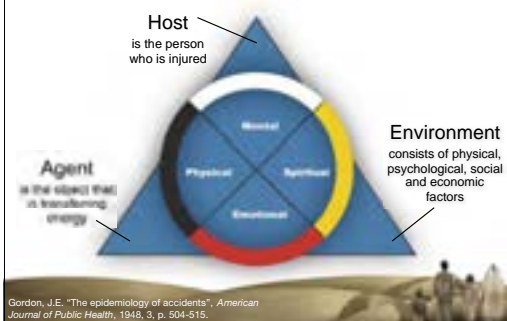 Host
is the person
who is injured
Mental
Physical
Spiritual
Emotional
Environment
consists of physical,
psychological, social
and economic
factors
Agent
is the object that
is transferring
energy
Gordon, J.E. "The epidemiology of accidents", American
Journal of Public Health, 1948, 3, p. 504-515.